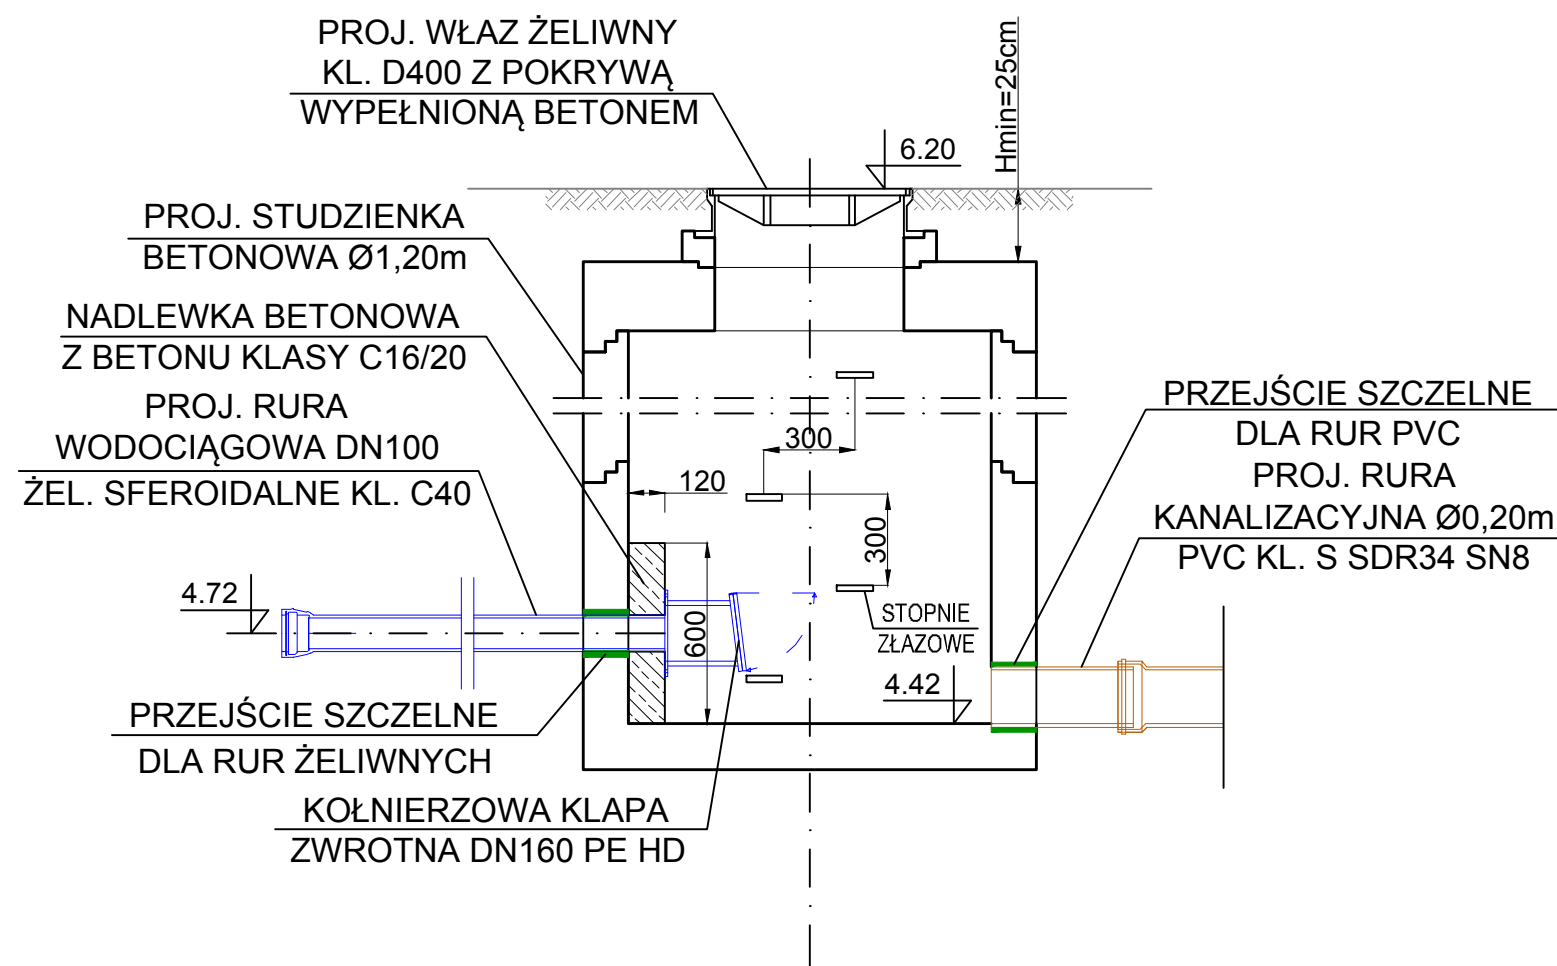 PROJ. WŁAZ ŻELIWNY
KL. D400 Z POKRYWĄ
WYPEŁNIONĄ BETONEM
Hmin=25cm
6.20
PROJ. STUDZIENKA
BETONOWA Ø1,20m
NADLEWKA BETONOWA
Z BETONU KLASY C16/20
PROJ. RURA
WODOCIĄGOWA DN100
ŻEL. SFEROIDALNE KL. C40
PRZEJŚCIE SZCZELNE
DLA RUR PVC
PROJ. RURA
KANALIZACYJNA Ø0,20m
PVC KL. S SDR34 SN8
300
120
300
4.72
600
STOPNIE
ZŁAZOWE
4.42
PRZEJŚCIE SZCZELNE
DLA RUR ŻELIWNYCH
KOŁNIERZOWA KLAPA
ZWROTNA DN160 PE HD